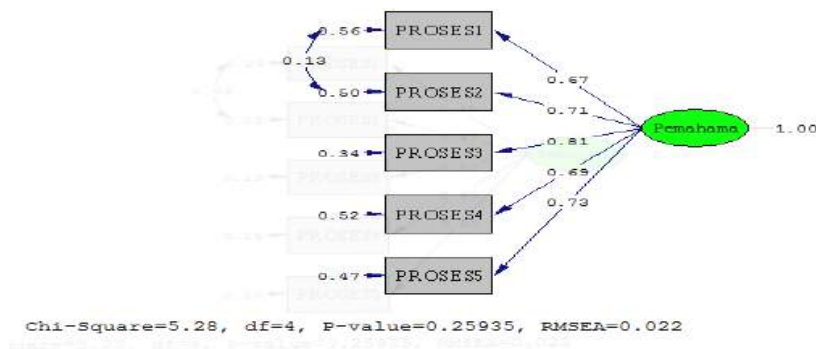 0.56 PROSES1
0.67
0.13
0.50 PROSES2
0.71
Pemahama 1.00
0.34 PROSES3
0.81
0.69
0.52 PROSES4
0.73
0.47 PROSES5
Chi-Square=5.28, df=4, P-value=0.25935, RMSEA=0.022